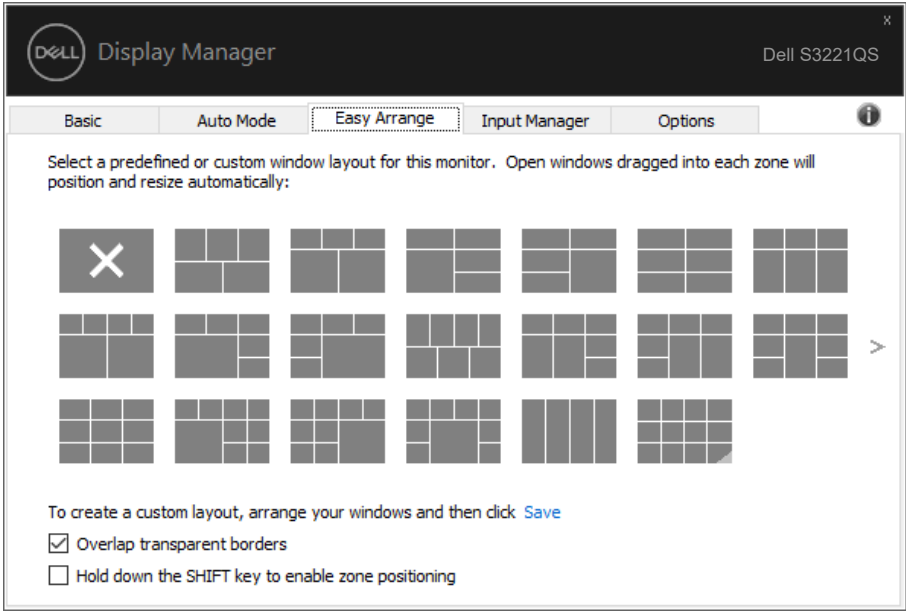 x
DELL Display Manager
Dell S3221QS
Basic Auto Mode Easy Arrange Input Manager Options
Select a predefined or custom window layout for this monitor. Open windows dragged into each zone will
position and resize automatically:
>
To create a custom layout, arrange your windows and then click Save
Overlap transparent borders
Hold down the SHIFT key to enable zone positioning